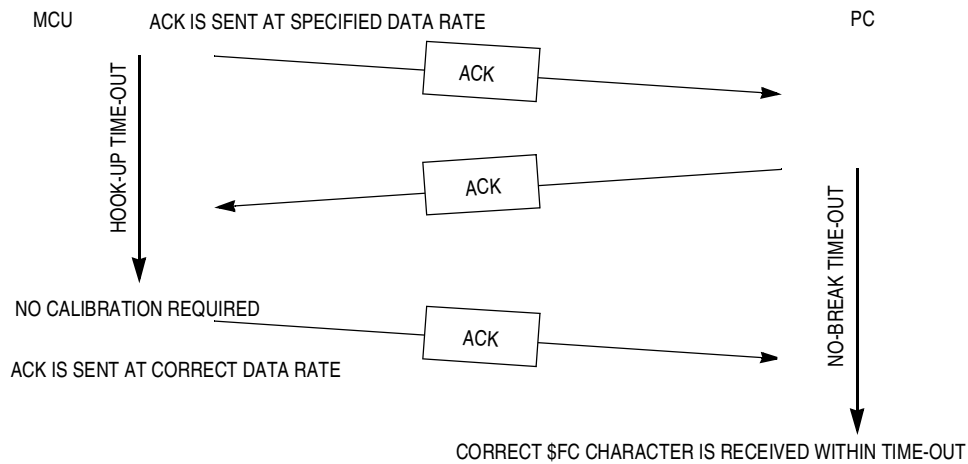 MCU ACK IS SENT AT SPECIFIED DATA RATE PC
ACK
HOOK-UP TIME-OUT
ACK
NO-BREAK TIME-OUT
NO CALIBRATION REQUIRED
ACK
ACK IS SENT AT CORRECT DATA RATE
CORRECT $FC CHARACTER IS RECEIVED WITHIN TIME-OUT